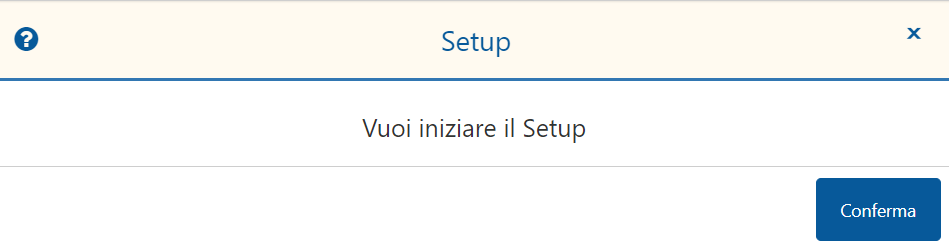 Setup
x
Vuoi iniziare il Setup
Conferma